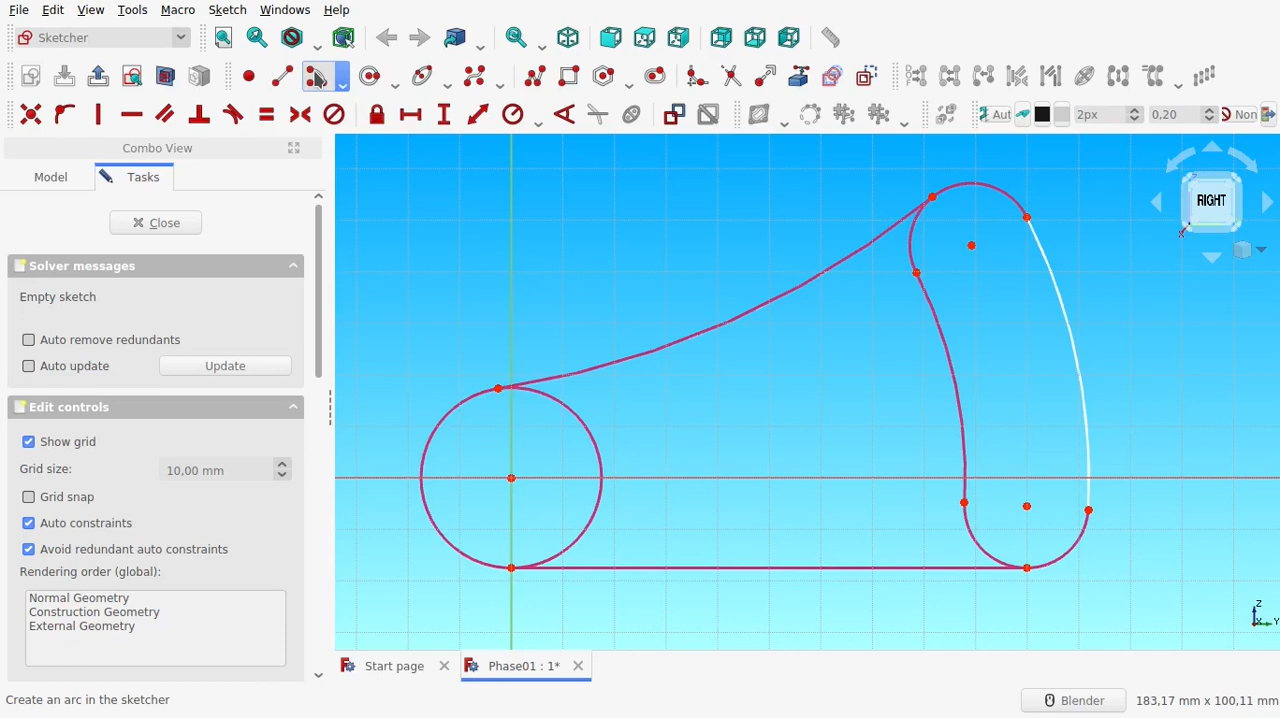 File Edit View Tools Macro Sketch Windows Help
Sketcher
Aut 2px 0,20 Non
Combo View
Model Tasks
Close
Solver messages
Empty sketch
Auto remove redundants
Auto update Update
Edit controls
Show grid
Grid size: 10,00 mm
Grid snap
Auto constraints
Avoid redundant auto constraints
Rendering order (global):
Normal Geometry
Construction Geometry
External Geometry
RIGHT
Z
X
Z
X Y
Start page Phase01 : 1*
Create an arc in the sketcher Blender 183,17 mm x 100,11 mm